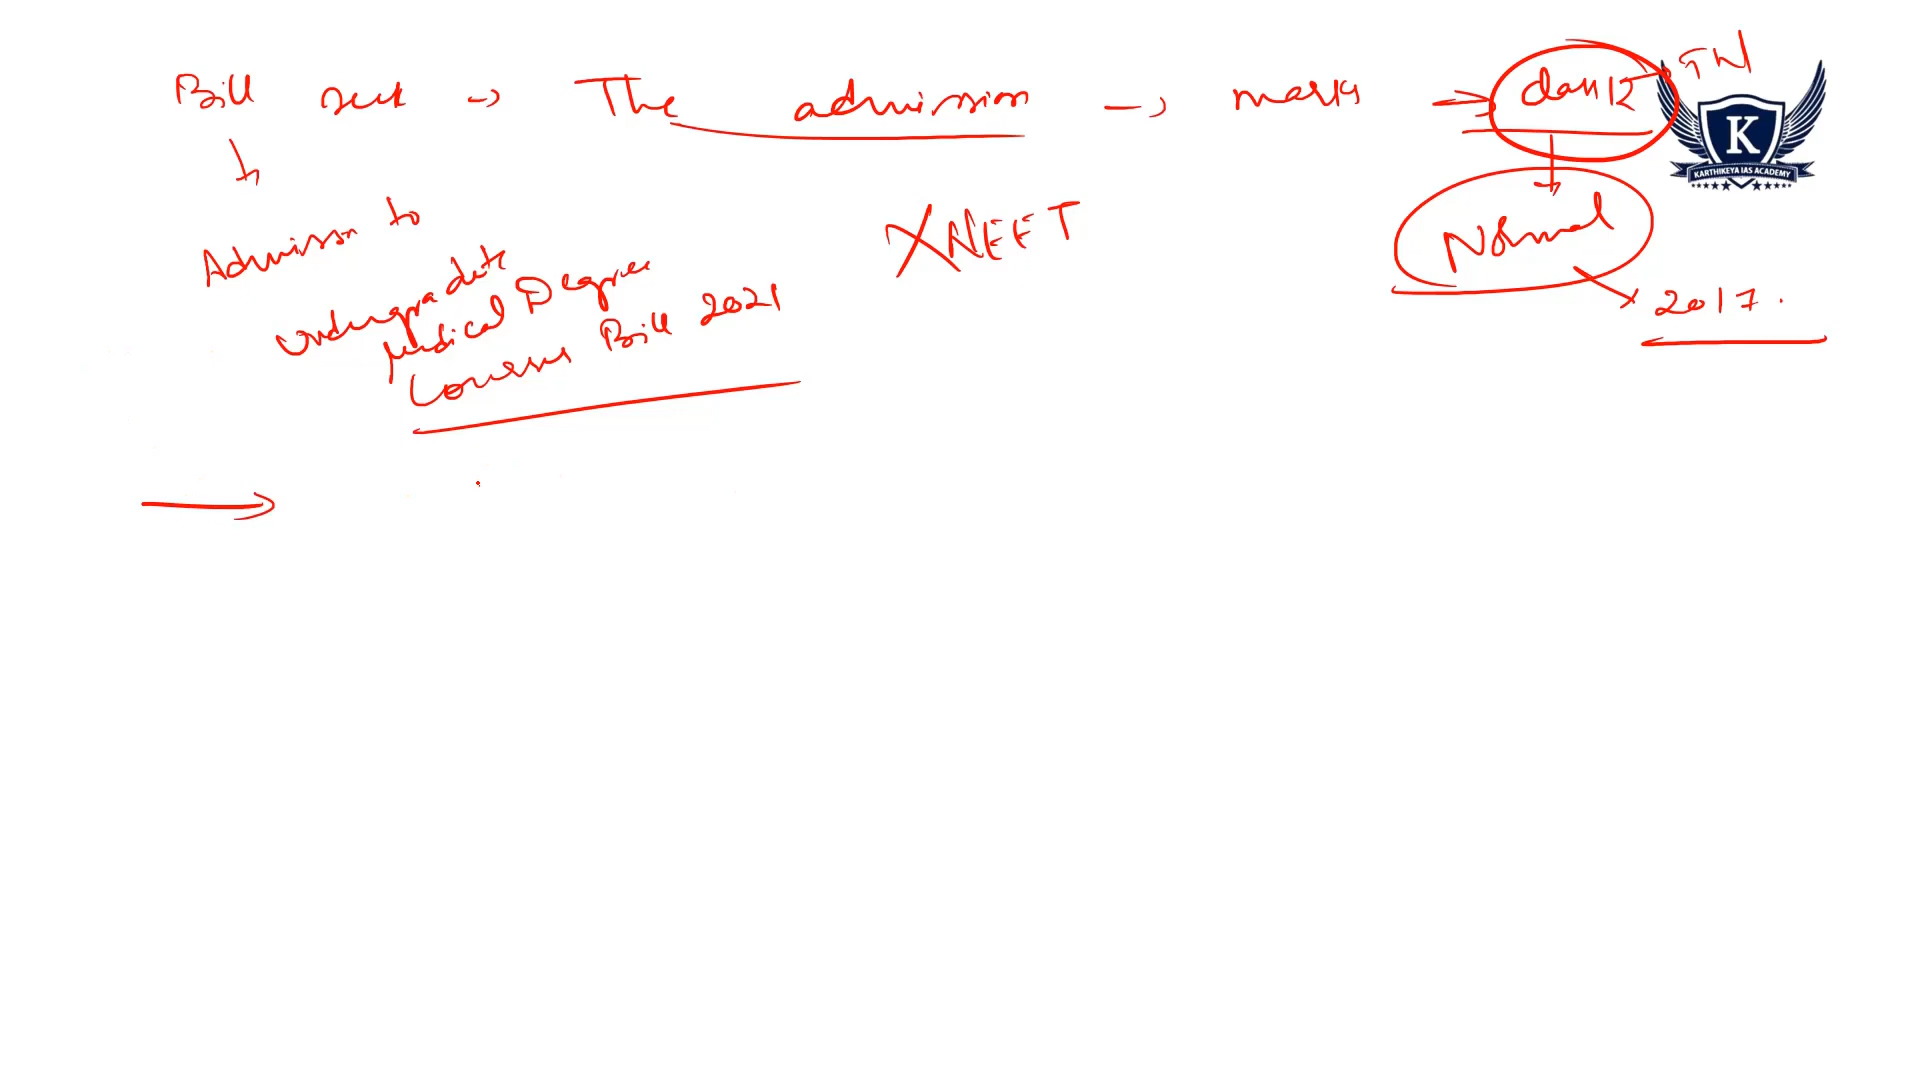 Bill seek -> The admission -> marks -> class 12 -> TN
K
KARTHIKEYA IAS ACADEMY
Normal
2017.
X NEET
Admission to
undergraduate
Medical Degree
Courses Bill 2021